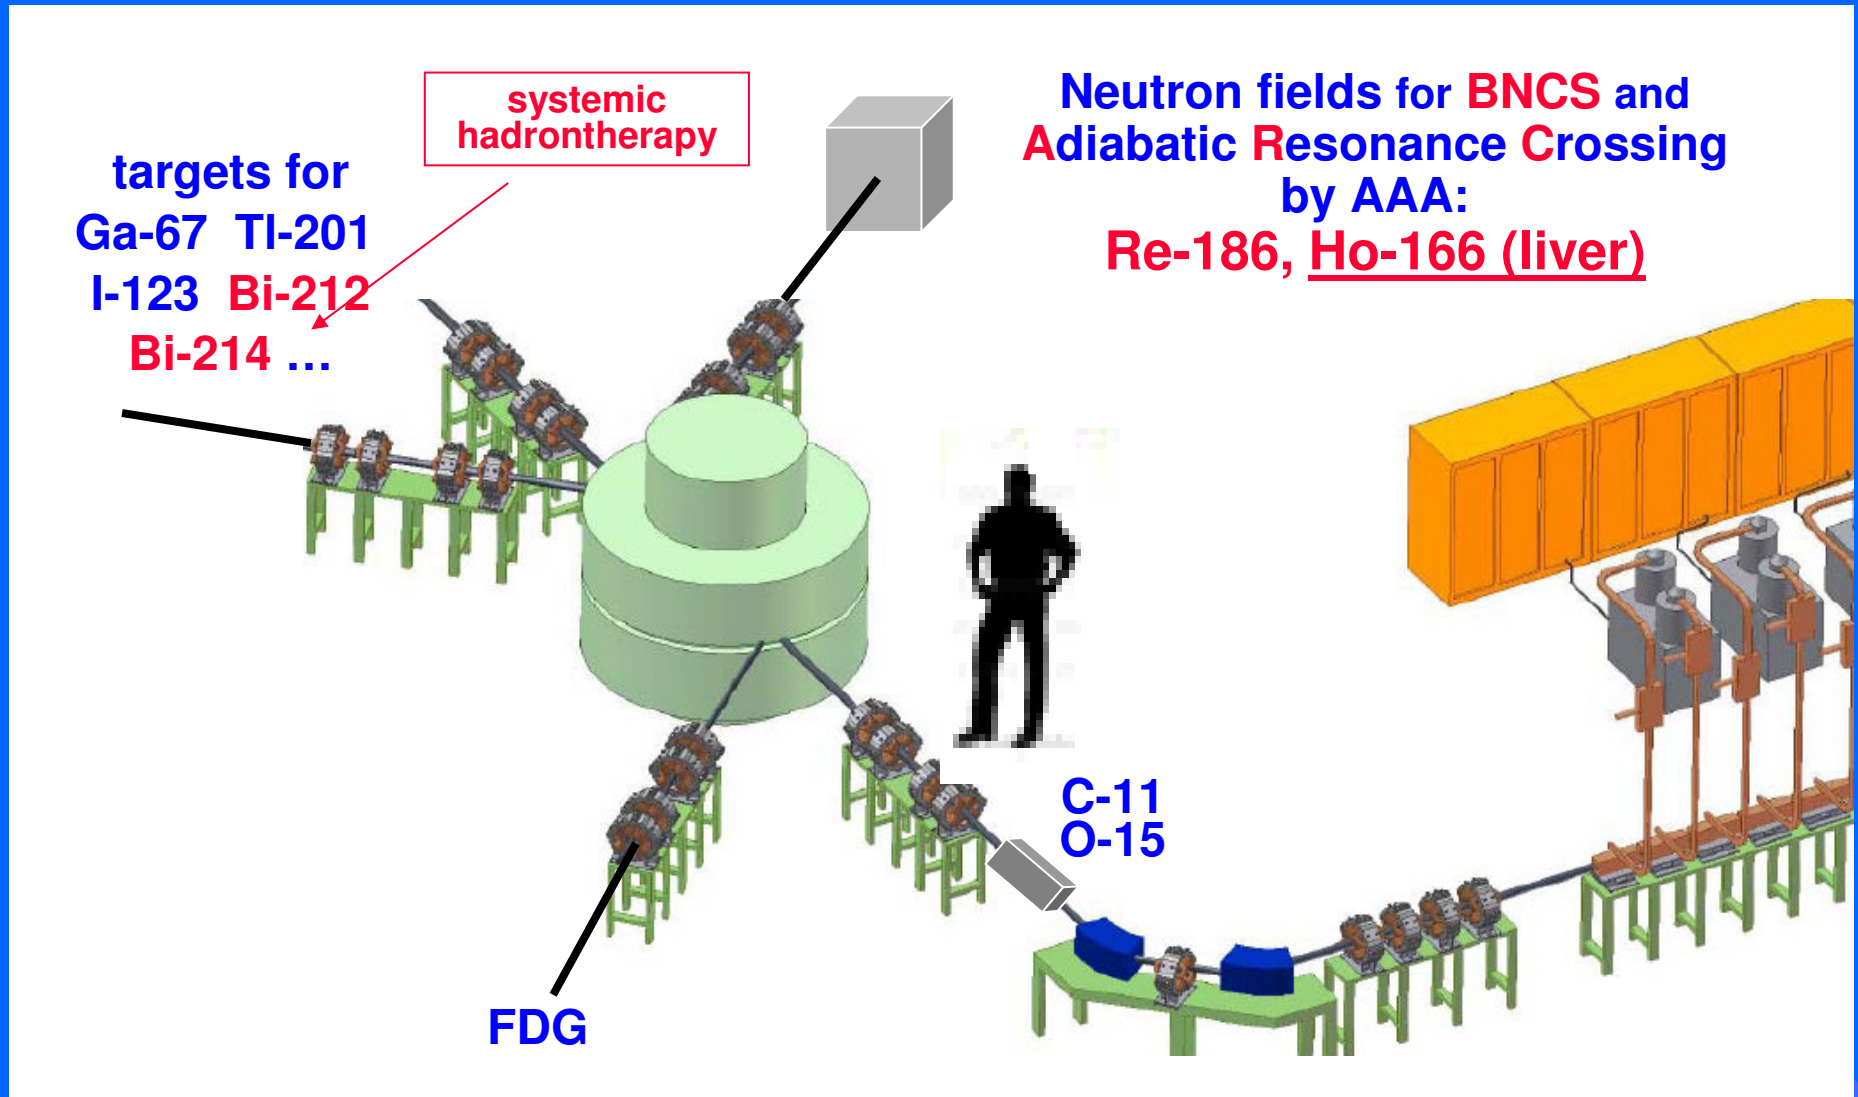 systemic
hadrontherapy
targets for
Ga-67 Tl-201
I-123 Bi-212
Bi-214 ...
Neutron fields for BNCS and
Adiabatic Resonance Crossing
by AAA:
Re-186, Ho-166 (liver)
C-11
O-15
FDG